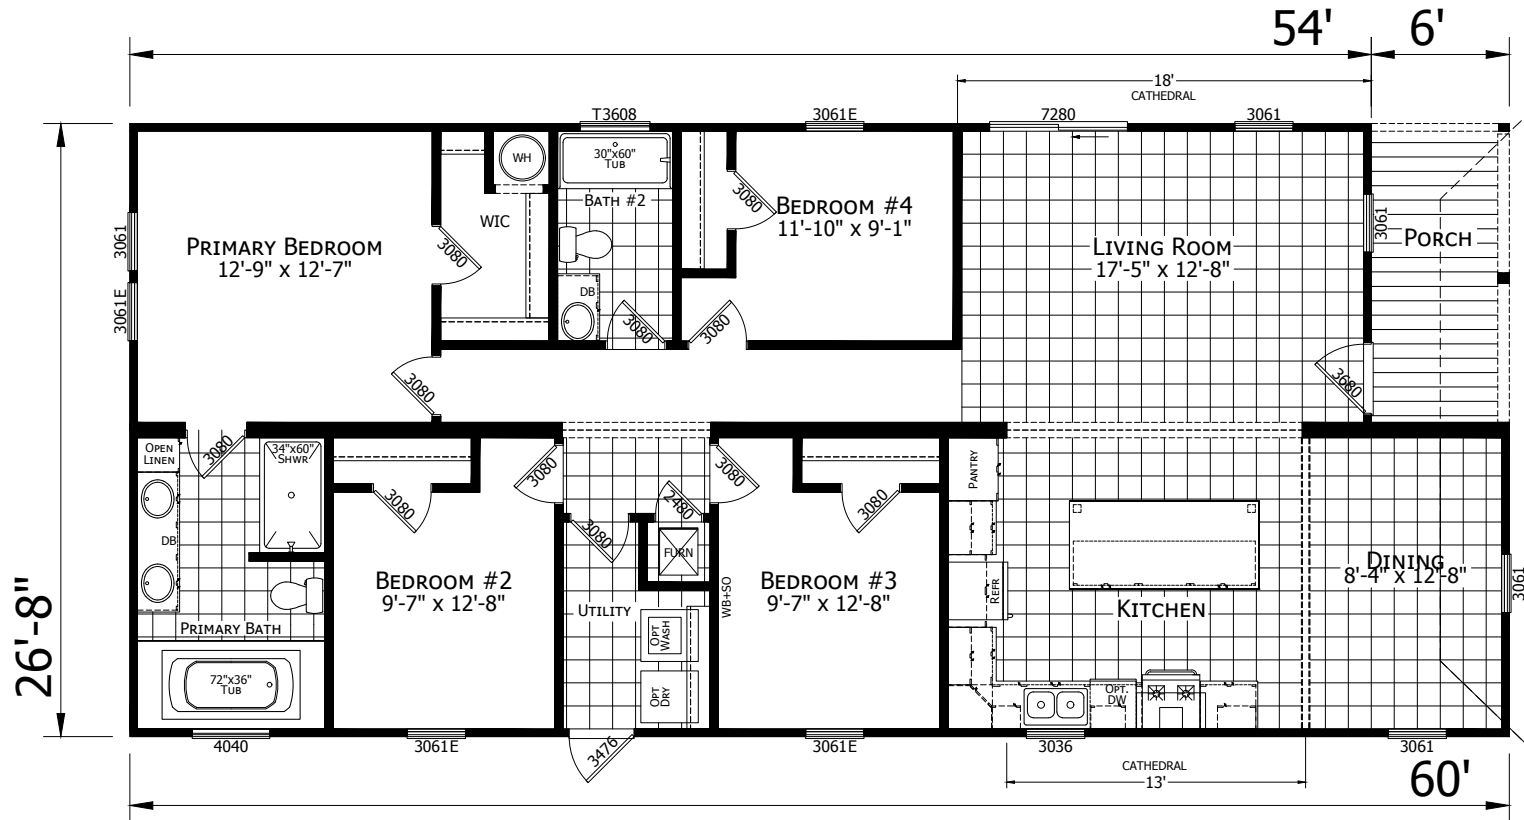 54'
6'
18'
CATHEDRAL
T3608
3061E
7280
3061
30"x60"
TUB
WH
3080
BATH #2
BEDROOM #4
11'-10" x 9'-1"
WIC
3061
3061
PRIMARY BEDROOM
12'-9" x 12'-7"
3080
LIVING ROOM
17'-5" x 12'-8"
PORCH
3061E
DB
3080
3080
3080
3680
OPEN
LINEN
3080
34"x60"
SHWR
3080
3080
PANTRY
3080
2480
3080
DB
3080
FURN
26'-8"
BEDROOM #2
9'-7" x 12'-8"
UTILITY
WB+SO
BEDROOM #3
9'-7" x 12'-8"
REFR
KITCHEN
DINING
8'-4" x 12'-8"
3061
PRIMARY BATH
OPT
WASH
72"x36"
TUB
OPT
DRY
OPT.
DW
4040
3061E
3476
3061E
3036
3061
CATHEDRAL
13'
60'